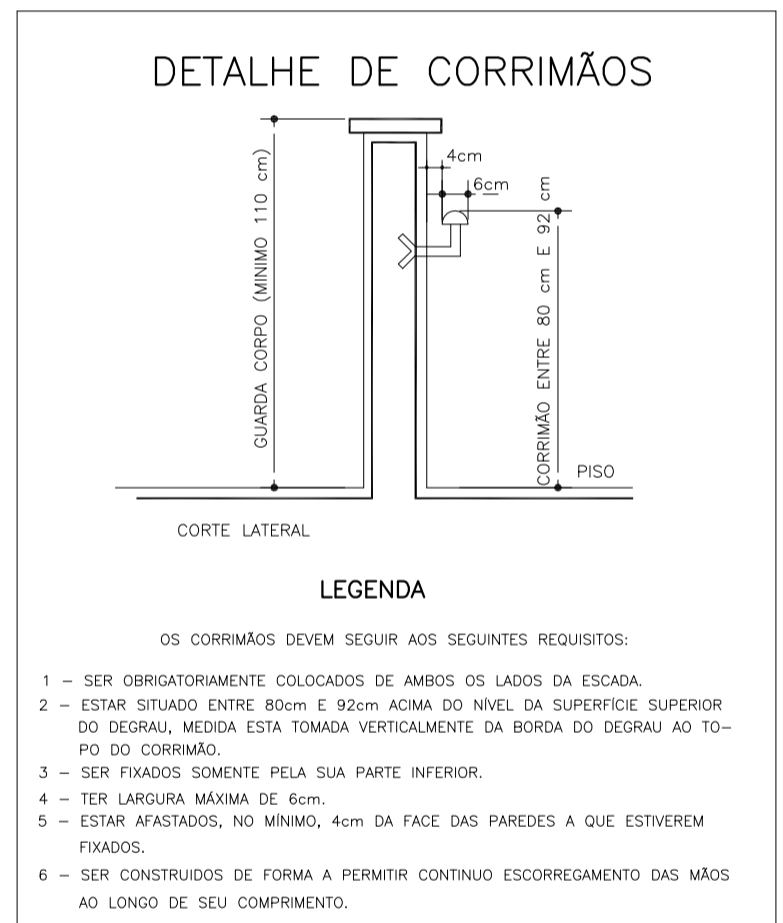 DETALHE DE CORRIMÃOS
GUARDA CORPO (MINIMO 110 cm)
4cm
6cm
CORRIMÃO ENTRE 80 cm E 92 cm
PISO
CORTE LATERAL
LEGENDA
OS CORRIMÃOS DEVEM SEGUIR AOS SEGUINTES REQUISITOS:
1 – SER OBRIGATORIAMENTE COLOCADOS DE AMBOS OS LADOS DA ESCADA.
2 – ESTAR SITUADO ENTRE 80cm E 92cm ACIMA DO NÍVEL DA SUPERFÍCIE SUPERIOR
DO DEGRAU, MEDIDA ESTA TOMADA VERTICALMENTE DA BORDA DO DEGRAU AO TO–
PO DO CORRIMÃO.
3 – SER FIXADOS SOMENTE PELA SUA PARTE INFERIOR.
4 – TER LARGURA MÁXIMA DE 6cm.
5 – ESTAR AFASTADOS, NO MÍNIMO, 4cm DA FACE DAS PAREDES A QUE ESTIVEREM
FIXADOS.
6 – SER CONSTRUIDOS DE FORMA A PERMITIR CONTINUO ESCORREGAMENTO DAS MÃOS
AO LONGO DE SEU COMPRIMENTO.